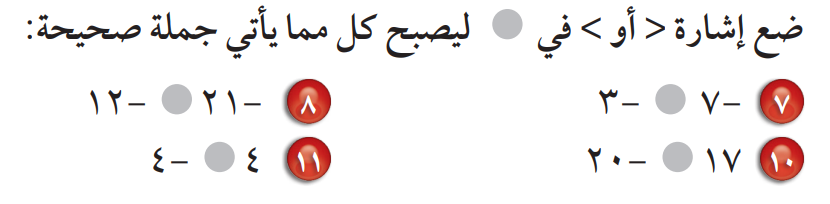 ضع إشارة > أو < في ● ليصبح كل مما يأتي جملة صحيحة:
٧ –٧ ● –٣ ٨ –٢١ ● –١٢
١٠ ١٧ ● –٢٠ ١١ ٤ ● –٤